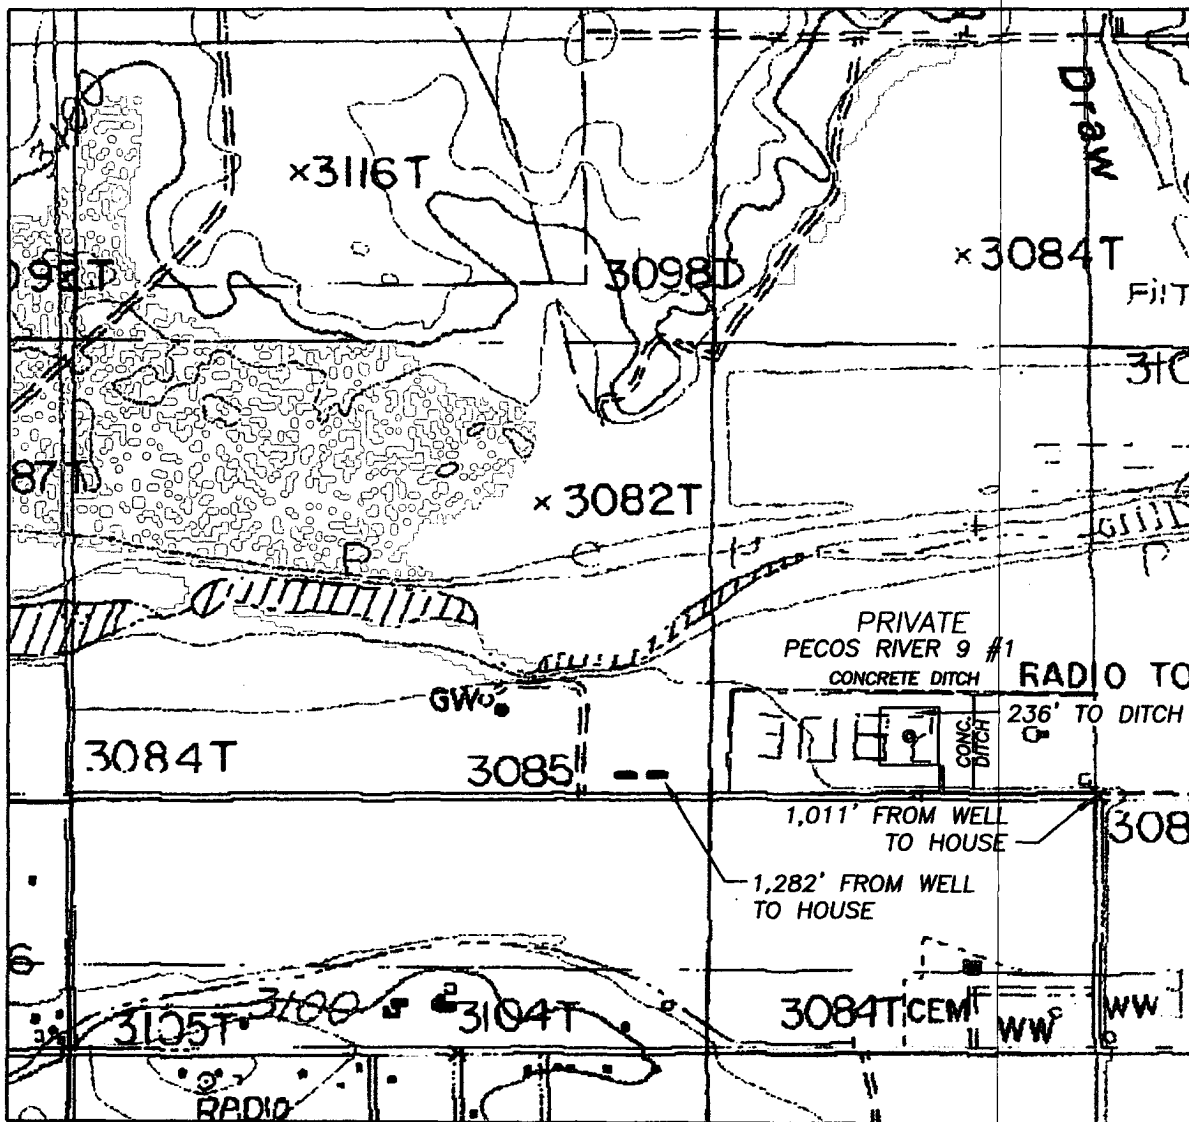 Draw
×3116T
3098T
×3084T
×3082T
P
PRIVATE
PECOS RIVER 9 #1
CONCRETE DITCH
RADIO TO
236' TO DITCH
CONC.
DITCH
GW
3084T
3085
1,011' FROM WELL
TO HOUSE
308
1,282' FROM WELL
TO HOUSE
3100
3105T
3104T
3084T
CEM
WW
WW
RADIO